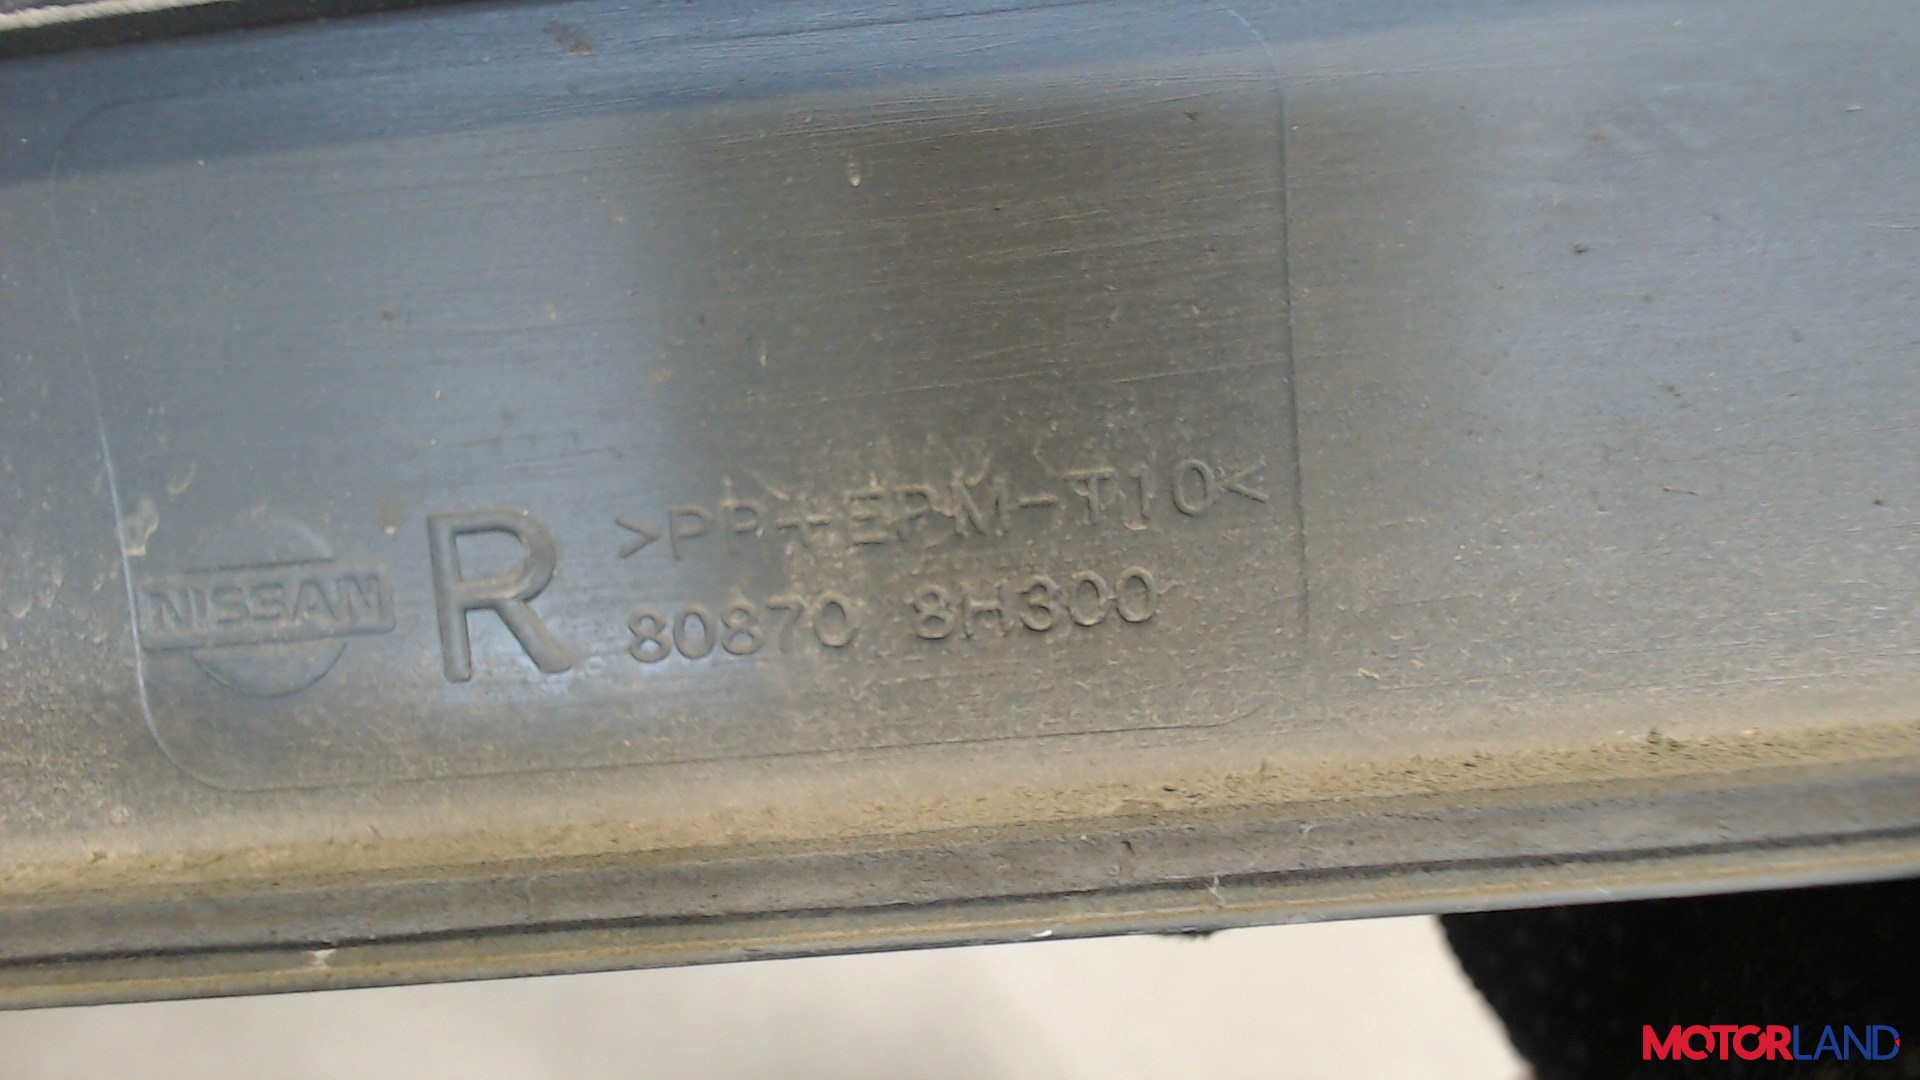 NISSAN
R
>PP+EPM-T10<
80870 8H300
MOTORLAND